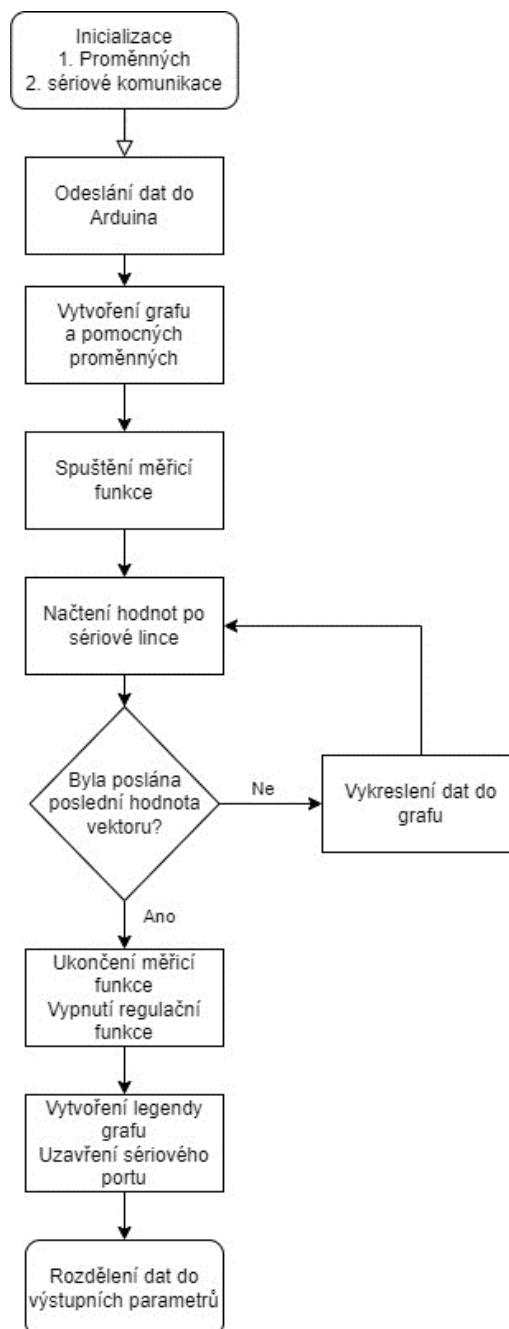 Inicializace
1. Proměnných
2. sériové komunikace
Odeslání dat do
Arduina
Vytvoření grafu
a pomocných
proměnných
Spuštění měřicí
funkce
Načtení hodnot po
sériové lince
Byla poslána
poslední hodnota
vektoru?
Ne
Vykreslení dat do
grafu
Ano
Ukončení měřicí
funkce
Vypnutí regulační
funkce
Vytvoření legendy
grafu
Uzavření sériového
portu
Rozdělení dat do
výstupních parametrů